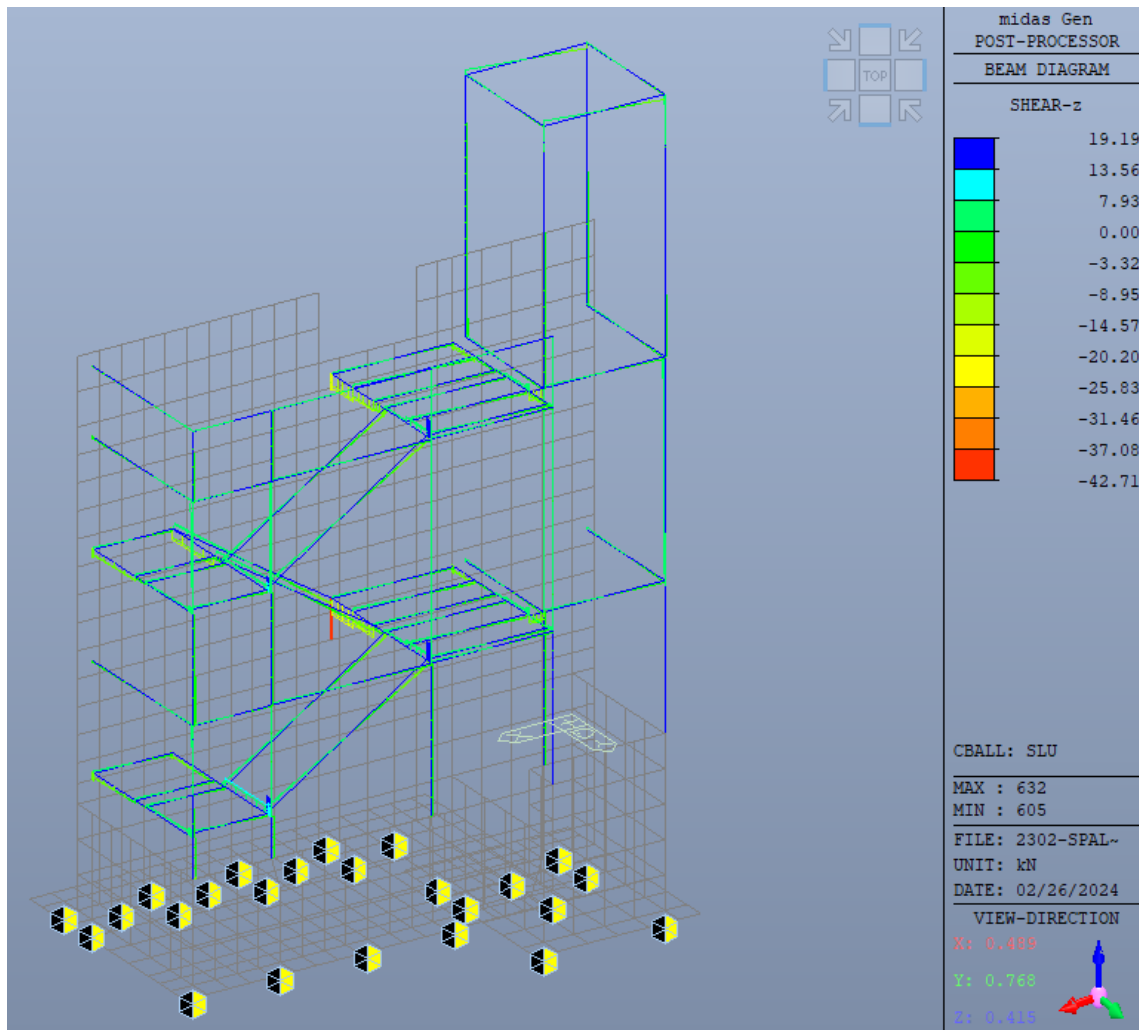 midas Gen
POST-PROCESSOR
BEAM DIAGRAM
SHEAR-z
19.19
13.56
7.93
0.00
-3.32
-8.95
-14.57
-20.20
-25.83
-31.46
-37.08
-42.71
TOP
CBALL: SLU
MAX : 632
MIN : 605
FILE: 2302-SPAL~
UNIT: kN
DATE: 02/26/2024
VIEW-DIRECTION
X: 0.489
Y: 0.768
Z: 0.415